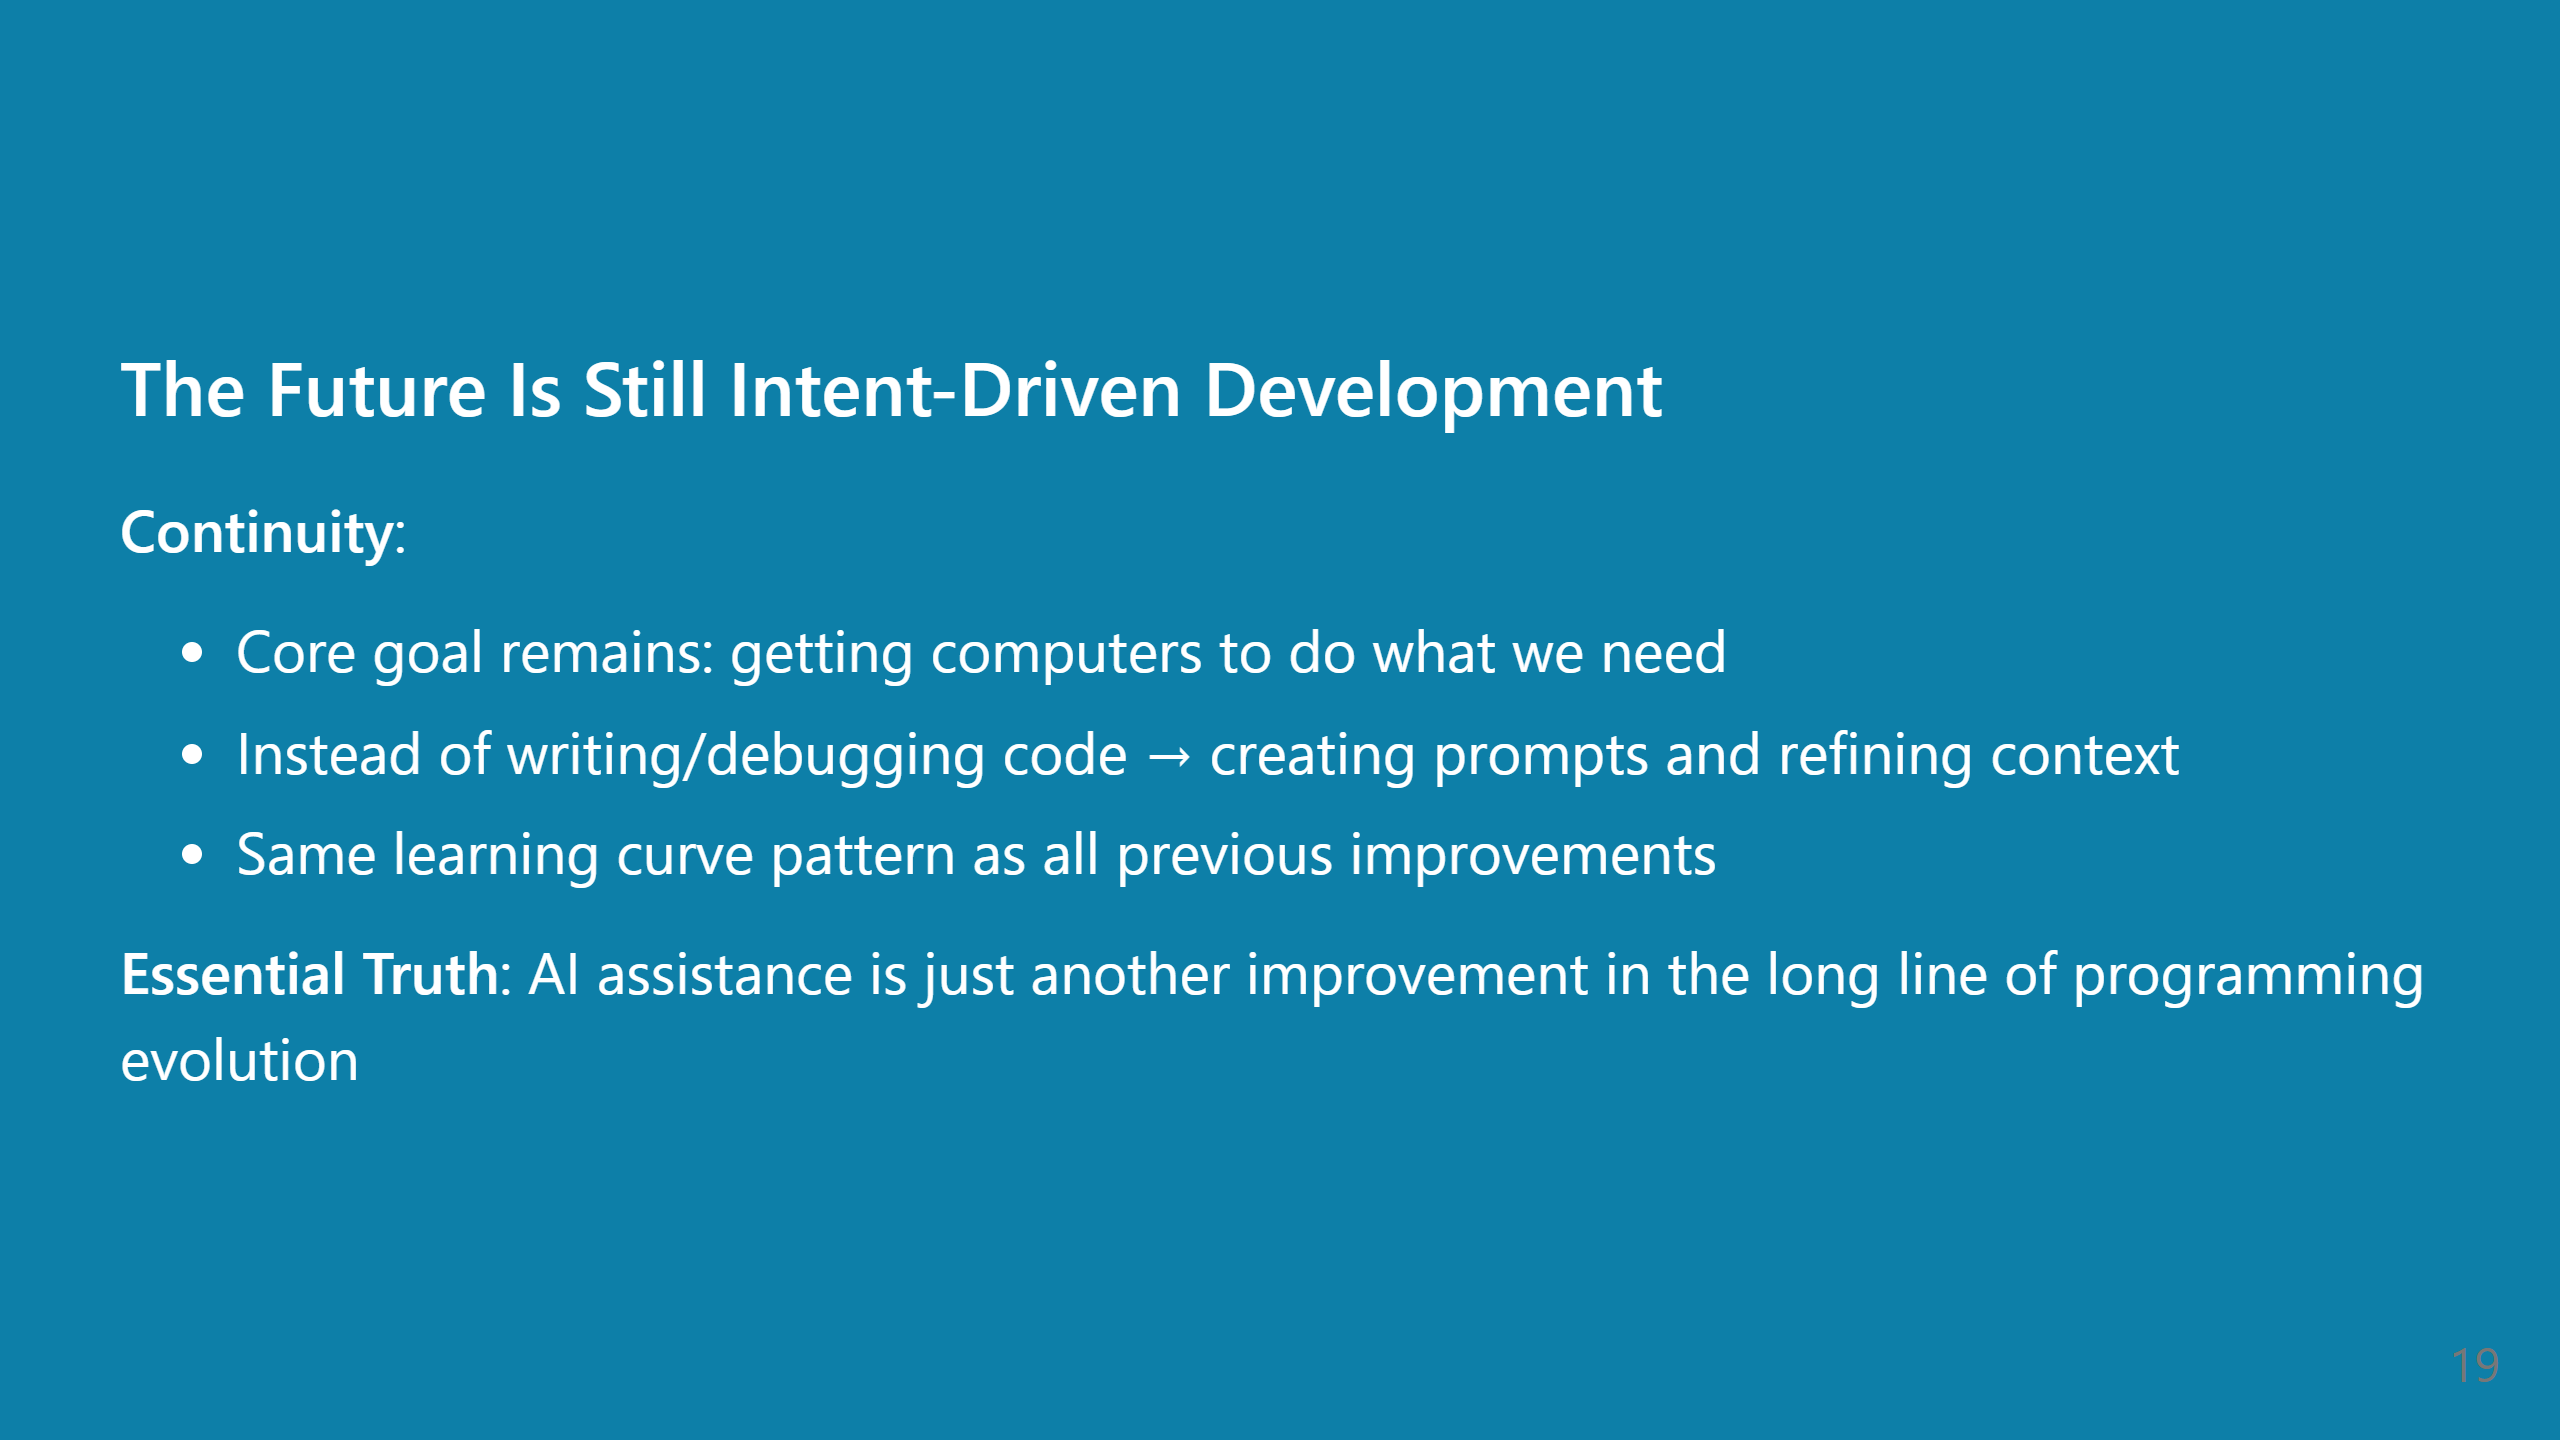 The Future Is Still Intent-Driven Development
Continuity:
• Core goal remains: getting computers to do what we need
• Instead of writing/debugging code → creating prompts and refining context
• Same learning curve pattern as all previous improvements
Essential Truth: AI assistance is just another improvement in the long line of programming
evolution
19